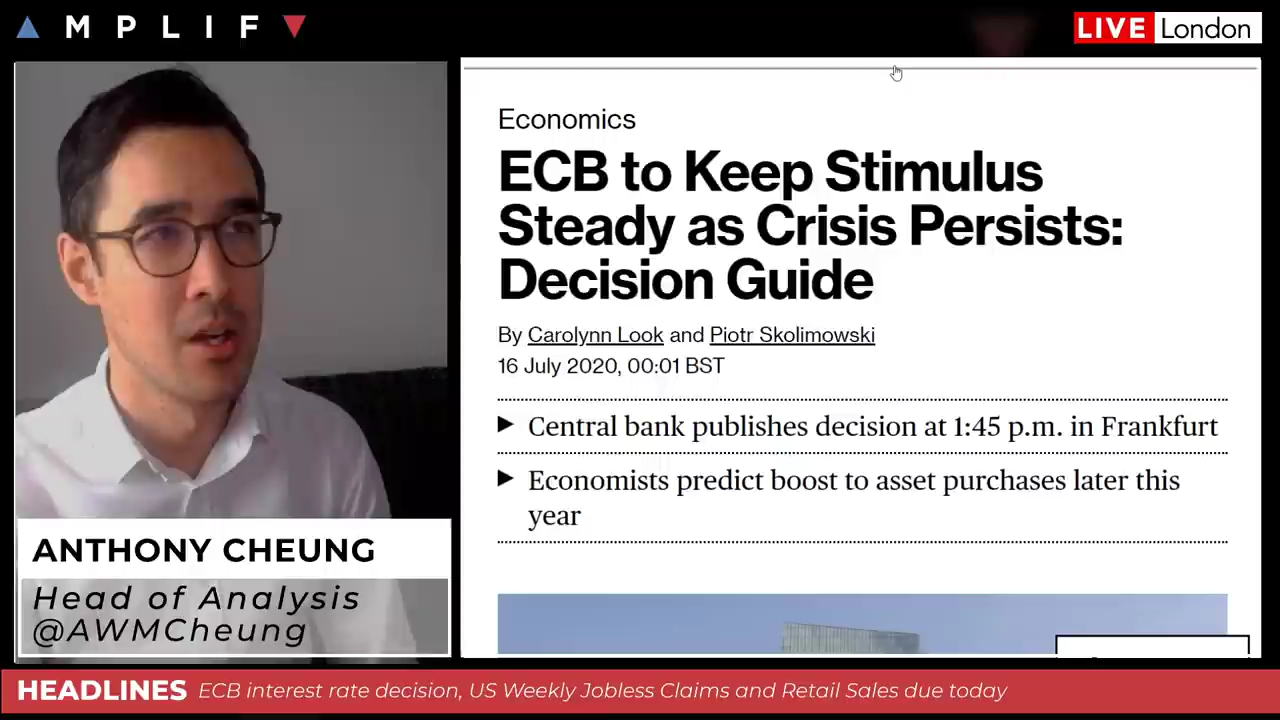 AMPLIFY
LIVE London
Economics
ECB to Keep Stimulus
Steady as Crisis Persists:
Decision Guide
By Carolynn Look and Piotr Skolimowski
16 July 2020, 00:01 BST
Central bank publishes decision at 1:45 p.m. in Frankfurt
Economists predict boost to asset purchases later this
year
ANTHONY CHEUNG
Head of Analysis
@AWMCheung
HEADLINES ECB interest rate decision, US Weekly Jobless Claims and Retail Sales due today